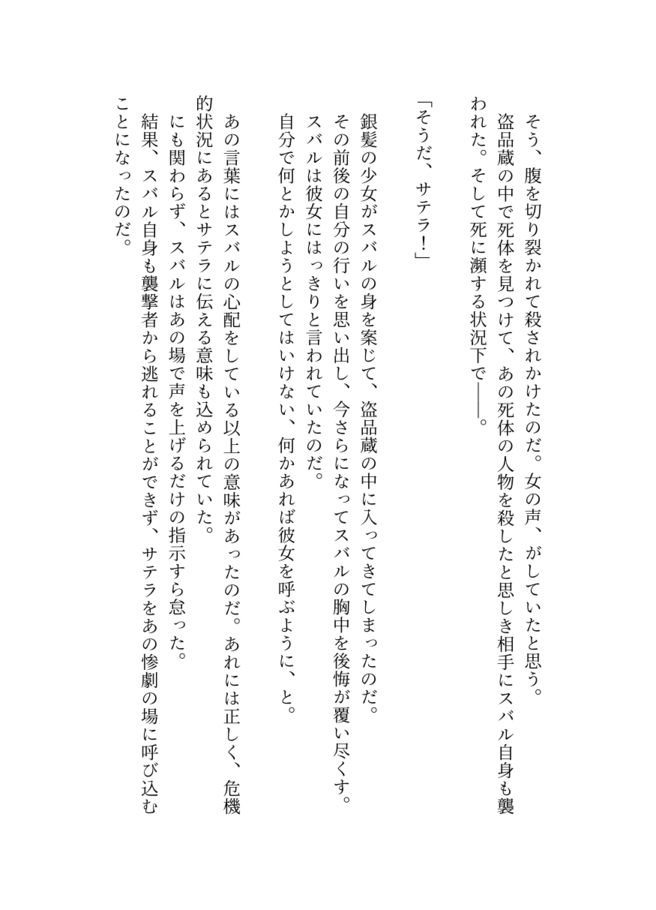 そう、腹を切り裂かれて殺されかけたのだ。女の声、がしていたと思う。
盗品蔵の中で死体を見つけて、あの死体の人物を殺したと思しき相手にスバル自身も襲
われた。そして死に瀕する状況下で――。
「そうだ、サテラ！」
銀髪の少女がスバルの身を案じて、盗品蔵の中に入ってきてしまったのだ。
その前後の自分の行いを思い出し、今さらになってスバルの胸中を後悔が覆い尽くす。
スバルは彼女にはっきりと言われていたのだ。
自分で何とかしようとしてはいけない、何かあれば彼女を呼ぶように、と。
あの言葉にはスバルの心配をしている以上の意味があったのだ。あれには正しく、危機
的状況にあるとサテラに伝える意味も込められていた。
にも関わらず、スバルはあの場で声を上げるだけの指示すら怠った。
結果、スバル自身も襲撃者から逃れることができず、サテラをあの惨劇の場に呼び込む
ことになったのだ。